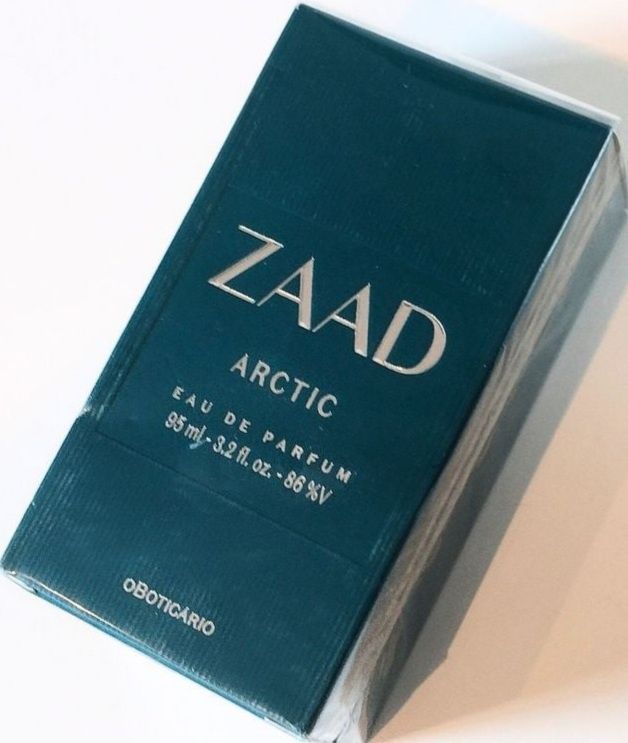 ZAAD
ARCTIC
EAU DE PARFUM
95 ml - 3.2 fl. oz. - 86 %V
oBOTICÁRIO